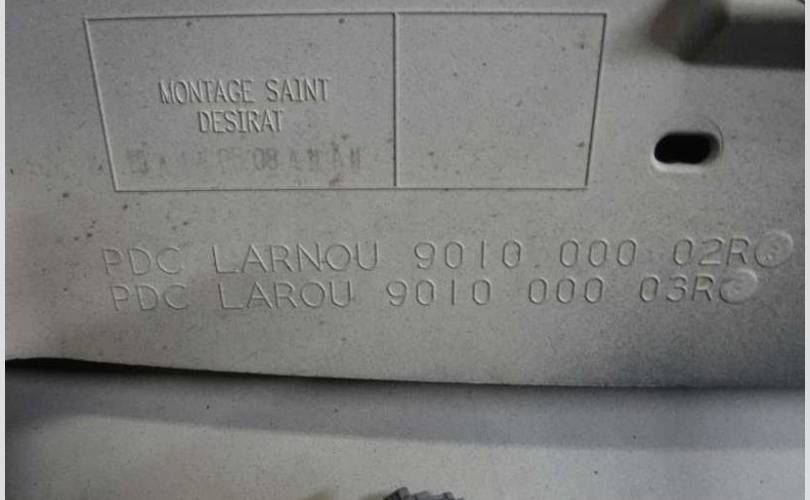 MONTAGE SAINT
DESIRAT
PDC LARNOU 9010 000 02R
PDC LAROU 9010 000 03R